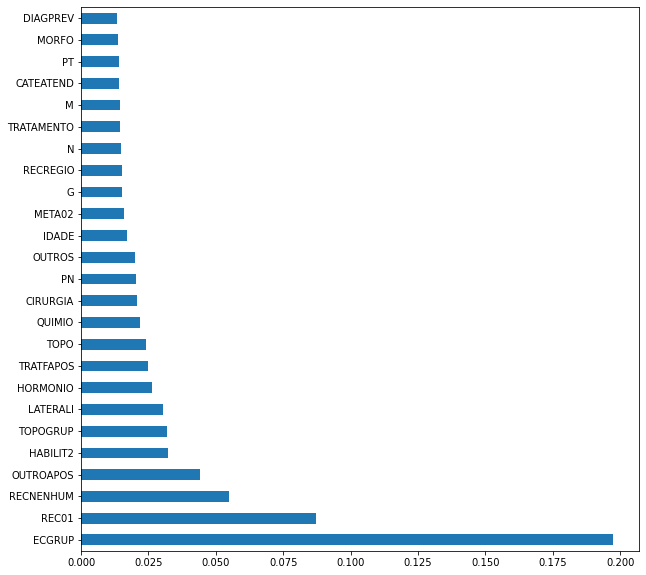 DIAGPREV
MORFO
PT
CATEATEND
M
TRATAMENTO
N
RECREGIO
G
META02
IDADE
OUTROS
PN
CIRURGIA
QUIMIO
TOPO
TRATFAPOS
HORMONIO
LATERALI
TOPOGRUP
HABILIT2
OUTROAPOS
RECNENHUM
REC01
ECGRUP
0.000 0.025 0.050 0.075 0.100 0.125 0.150 0.175 0.200